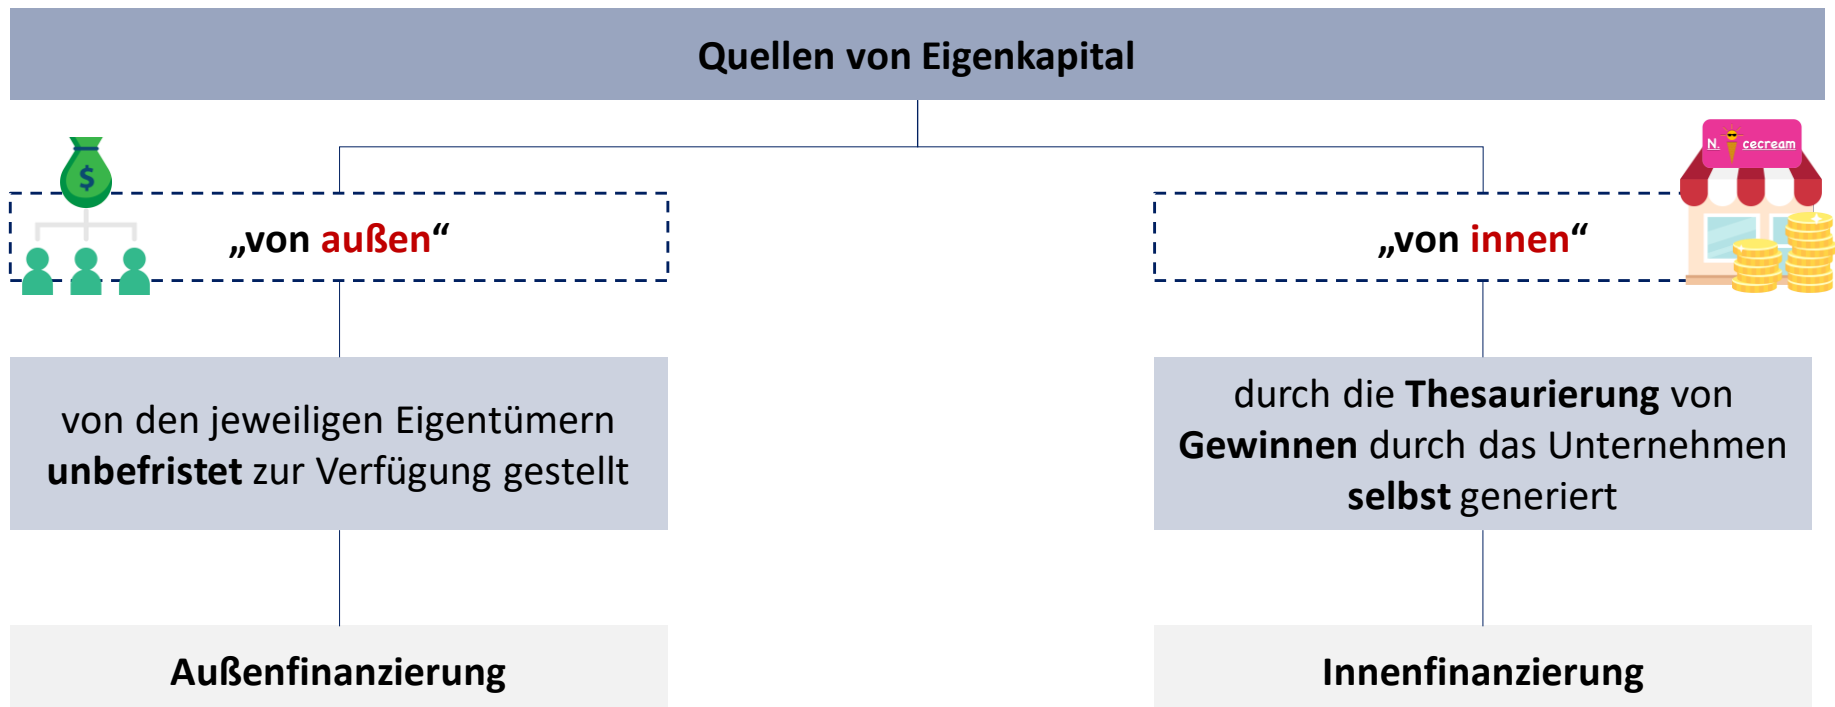 Quellen von Eigenkapital
N. cecream
$
„von außen“
„von innen“
von den jeweiligen Eigentümern
unbefristet zur Verfügung gestellt
durch die Thesaurierung von
Gewinnen durch das Unternehmen
selbst generiert
Außenfinanzierung
Innenfinanzierung